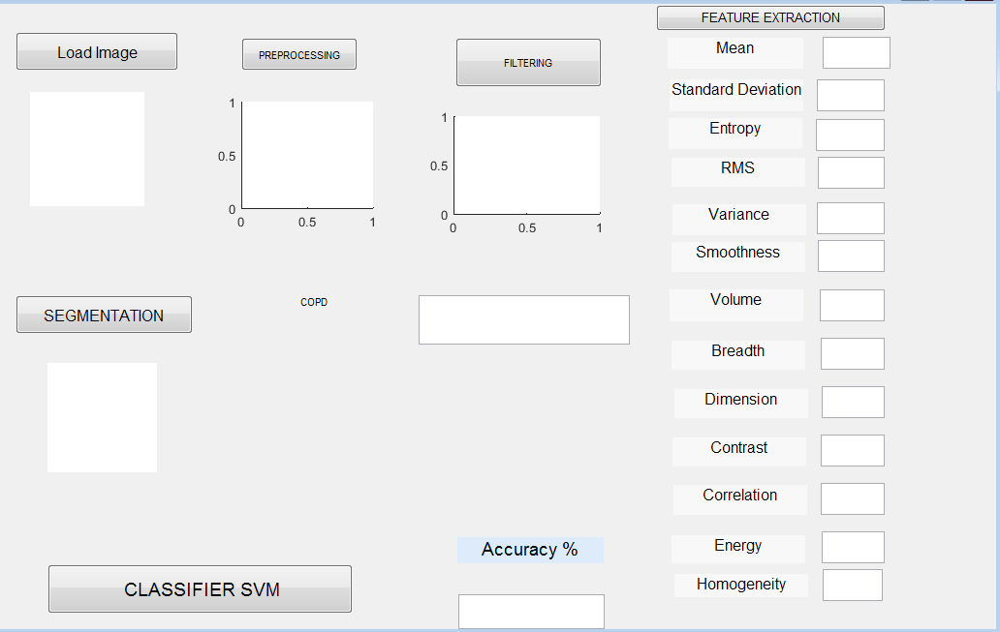 Load Image
PREPROCESSING
FILTERING
1
0.5
0
0
0.5
1
1
0.5
0
0
0.5
1
SEGMENTATION
COPD
CLASSIFIER SVM
Accuracy %
FEATURE EXTRACTION
Mean
Standard Deviation
Entropy
RMS
Variance
Smoothness
Volume
Breadth
Dimension
Contrast
Correlation
Energy
Homogeneity